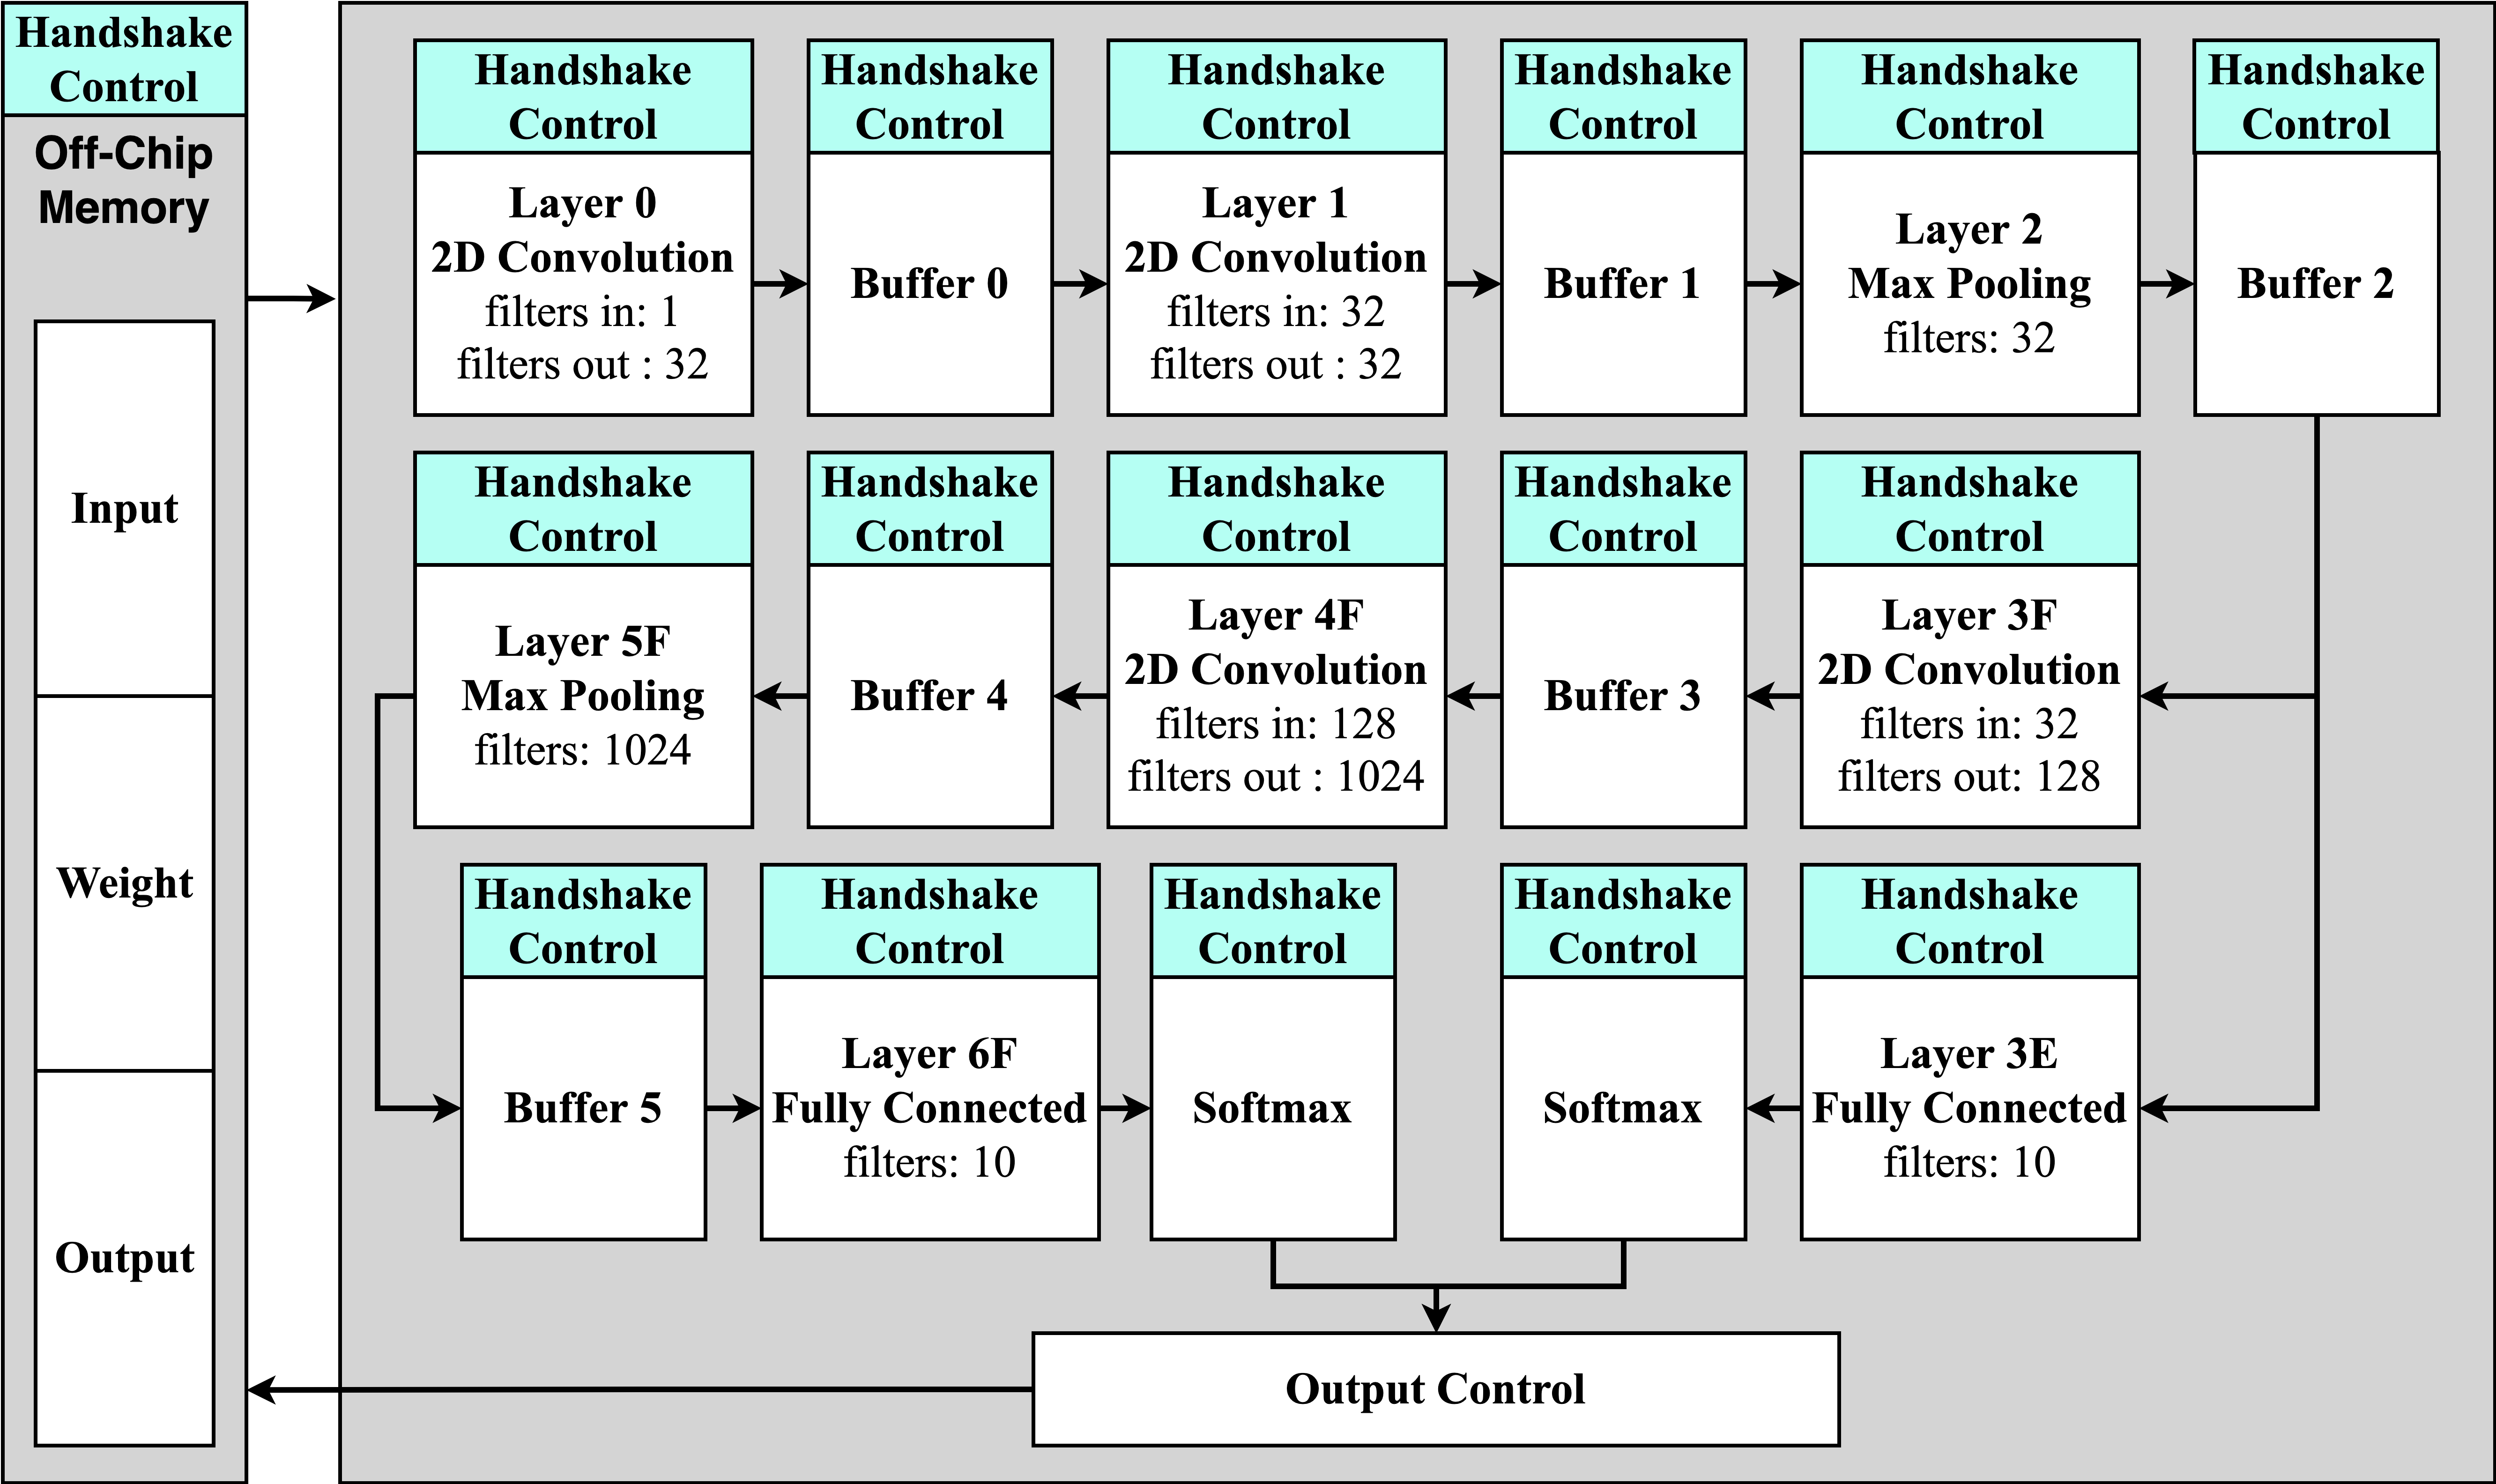 Handshake
Control
Off-Chip
Memory
Input
Weight
Output
Handshake
Control
Layer 0
2D Convolution
filters in: 1
filters out : 32
Handshake
Control
Buffer 0
Handshake
Control
Layer 1
2D Convolution
filters in: 32
filters out : 32
Handshake
Control
Buffer 1
Handshake
Control
Layer 2
Max Pooling
filters: 32
Handshake
Control
Buffer 2
Handshake
Control
Layer 5F
Max Pooling
filters: 1024
Handshake
Control
Buffer 4
Handshake
Control
Layer 4F
2D Convolution
filters in: 128
filters out : 1024
Handshake
Control
Buffer 3
Handshake
Control
Layer 3F
2D Convolution
filters in: 32
filters out: 128
Handshake
Control
Buffer 5
Handshake
Control
Layer 6F
Fully Connected
filters: 10
Handshake
Control
Softmax
Handshake
Control
Softmax
Handshake
Control
Layer 3E
Fully Connected
filters: 10
Output Control